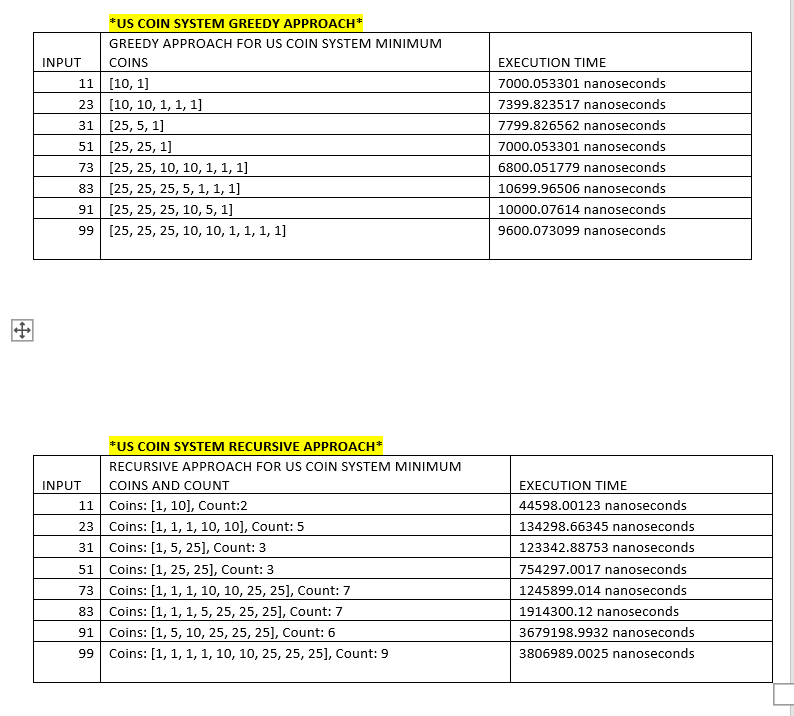 *US COIN SYSTEM GREEDY APPROACH*
GREEDY APPROACH FOR US COIN SYSTEM MINIMUM
INPUT COINS EXECUTION TIME
11 [10, 1] 7000.053301 nanoseconds
23 [10, 10, 1, 1, 1] 7399.823517 nanoseconds
31 [25, 5, 1] 7799.826562 nanoseconds
51 [25, 25, 1] 7000.053301 nanoseconds
73 [25, 25, 10, 10, 1, 1, 1] 6800.051779 nanoseconds
83 [25, 25, 25, 5, 1, 1, 1] 10699.96506 nanoseconds
91 [25, 25, 25, 10, 5, 1] 10000.07614 nanoseconds
99 [25, 25, 25, 10, 10, 1, 1, 1, 1] 9600.073099 nanoseconds
*US COIN SYSTEM RECURSIVE APPROACH*
RECURSIVE APPROACH FOR US COIN SYSTEM MINIMUM
INPUT COINS AND COUNT EXECUTION TIME
11 Coins: [1, 10], Count:2 44598.00123 nanoseconds
23 Coins: [1, 1, 1, 10, 10], Count: 5 134298.66345 nanoseconds
31 Coins: [1, 5, 25], Count: 3 123342.88753 nanoseconds
51 Coins: [1, 25, 25], Count: 3 754297.0017 nanoseconds
73 Coins: [1, 1, 1, 10, 10, 25, 25], Count: 7 1245899.014 nanoseconds
83 Coins: [1, 1, 1, 5, 25, 25, 25], Count: 7 1914300.12 nanoseconds
91 Coins: [1, 5, 10, 25, 25, 25], Count: 6 3679198.9932 nanoseconds
99 Coins: [1, 1, 1, 1, 10, 10, 25, 25, 25], Count: 9 3806989.0025 nanoseconds